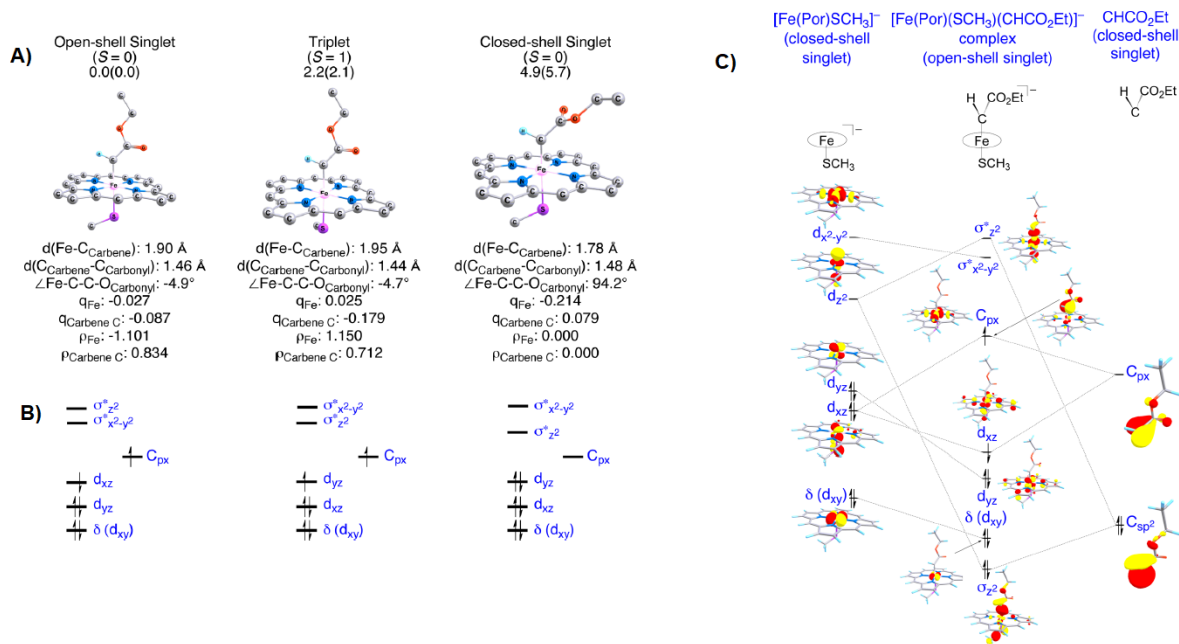 A)
Open-shell Singlet
(S = 0)
0.0(0.0)
d(Fe-CCarbene): 1.90 Å
d(CCarbene-CCarbonyl): 1.46 Å
∠Fe-C-C-OCarbonyl: -4.9°
qFe: -0.027
qCarbene C: -0.087
ρFe: -1.101
ρCarbene C: 0.834
Triplet
(S = 1)
2.2(2.1)
d(Fe-CCarbene): 1.95 Å
d(CCarbene-CCarbonyl): 1.44 Å
∠Fe-C-C-OCarbonyl: -4.7°
qFe: 0.025
qCarbene C: -0.179
ρFe: 1.150
ρCarbene C: 0.712
Closed-shell Singlet
(S = 0)
4.9(5.7)
d(Fe-CCarbene): 1.78 Å
d(CCarbene-CCarbonyl): 1.48 Å
∠Fe-C-C-OCarbonyl: 94.2°
qFe: -0.214
qCarbene C: 0.079
ρFe: 0.000
ρCarbene C: 0.000
B)
σ*z2
σ*x2-y2
Cpx
dxz
dyz
δ (dxy)
σ*x2-y2
σ*z2
Cpx
dyz
dxz
δ (dxy)
σ*x2-y2
σ*z2
Cpx
dyz
dxz
δ (dxy)
C)
[Fe(Por)SCH3]−
(closed-shell
singlet)
[Fe(Por)(SCH3)(CHCO2Et)]−
complex
(open-shell singlet)
CHCO2Et
(closed-shell
singlet)
Fe
−
SCH3
H
CO2Et
−
C
Fe
SCH3
H
CO2Et
C
dx2-y2
dz2
dyz
dxz
δ (dxy)
σ*z2
σ*x2-y2
Cpx
dxz
dyz
δ (dxy)
σz2
Cpx
Csp2